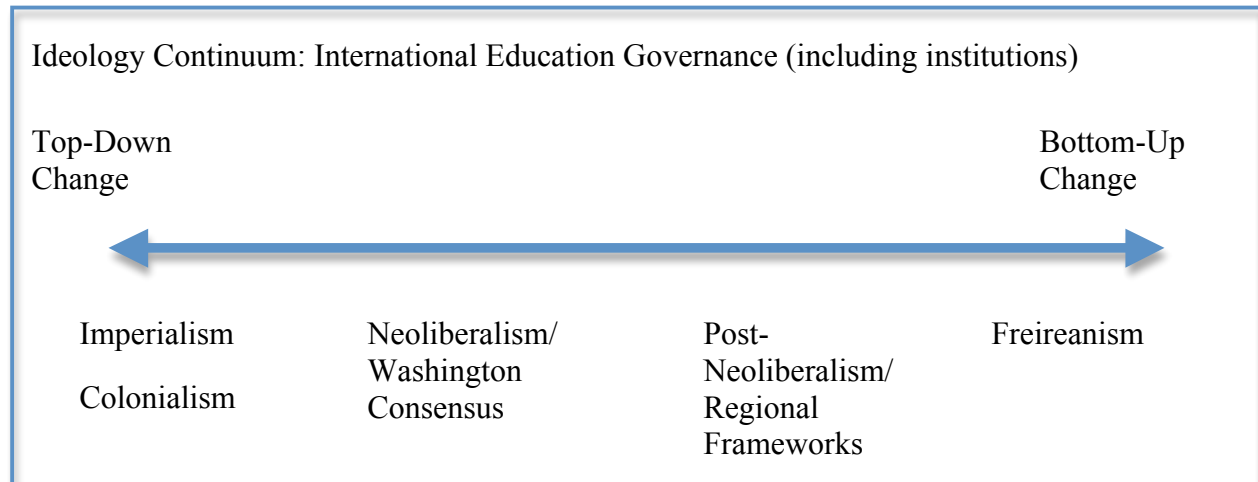 Ideology Continuum: International Education Governance (including institutions)
Top-Down
Change
Bottom-Up
Change
Imperialism
Colonialism
Neoliberalism/
Washington
Consensus
Post-
Neoliberalism/
Regional
Frameworks
Freireanism